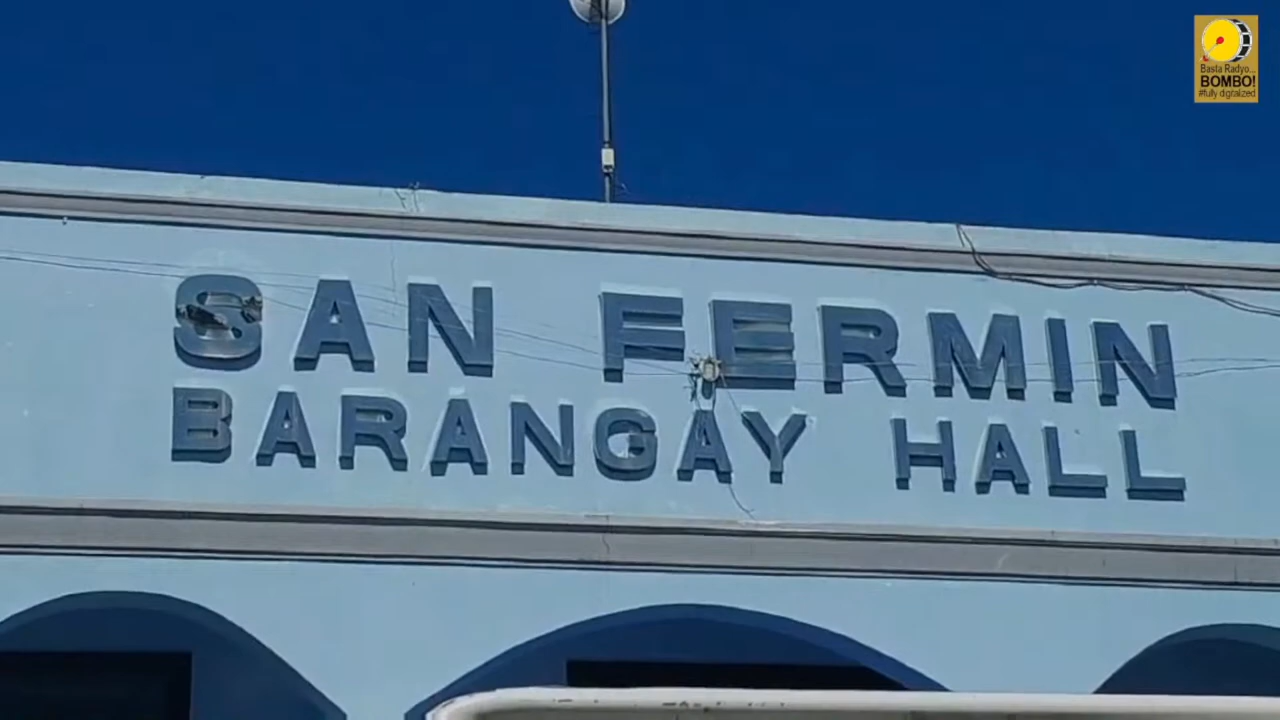 Basta Radyo...
BOMBO!
#fully digitalized
SAN FERMIN
BARANGAY HALL